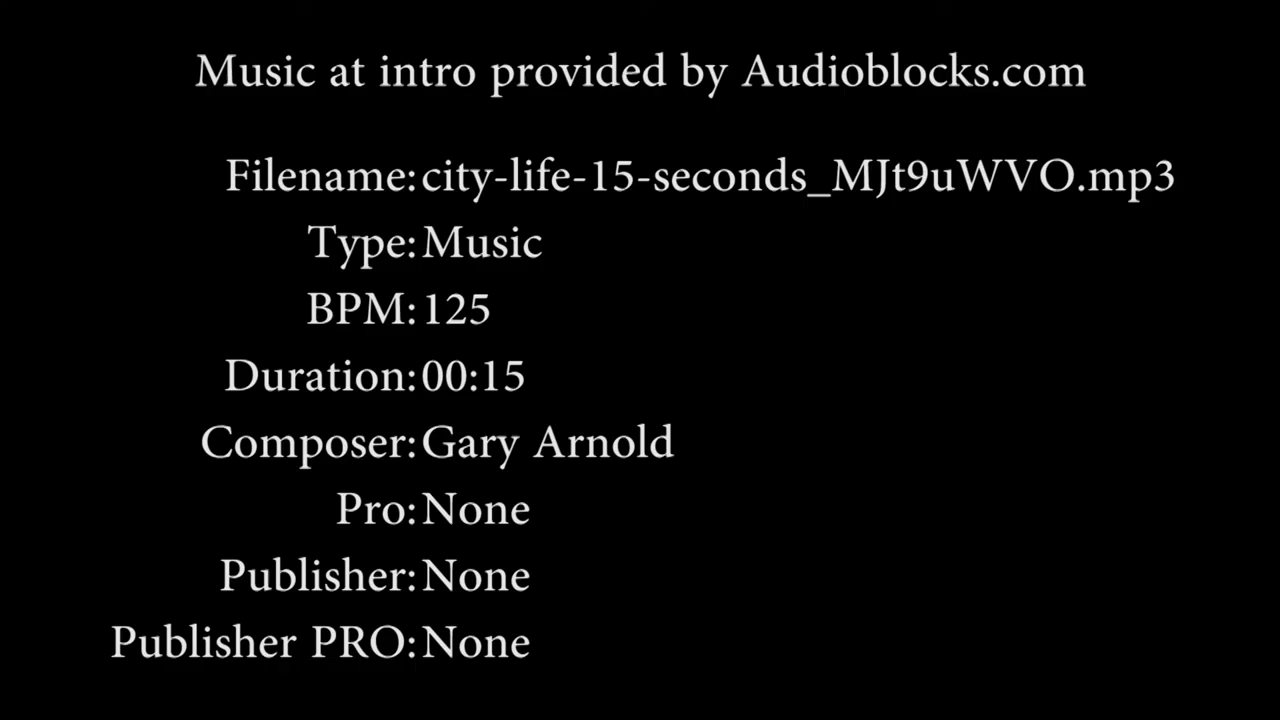 Music at intro provided by Audioblocks.com
Filename: city-life-15-seconds_MJt9uWVO.mp3
Type: Music
BPM: 125
Duration: 00:15
Composer: Gary Arnold
Pro: None
Publisher: None
Publisher PRO: None